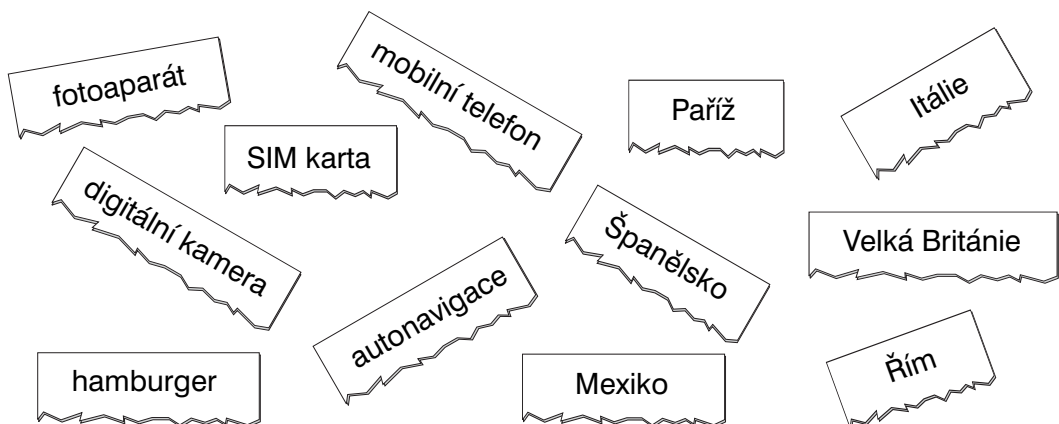 fotoaparát
mobilní telefon
Paříž
Itálie
SIM karta
digitální kamera
Španělsko
Velká Británie
autonavigace
hamburger
Mexiko
Řím